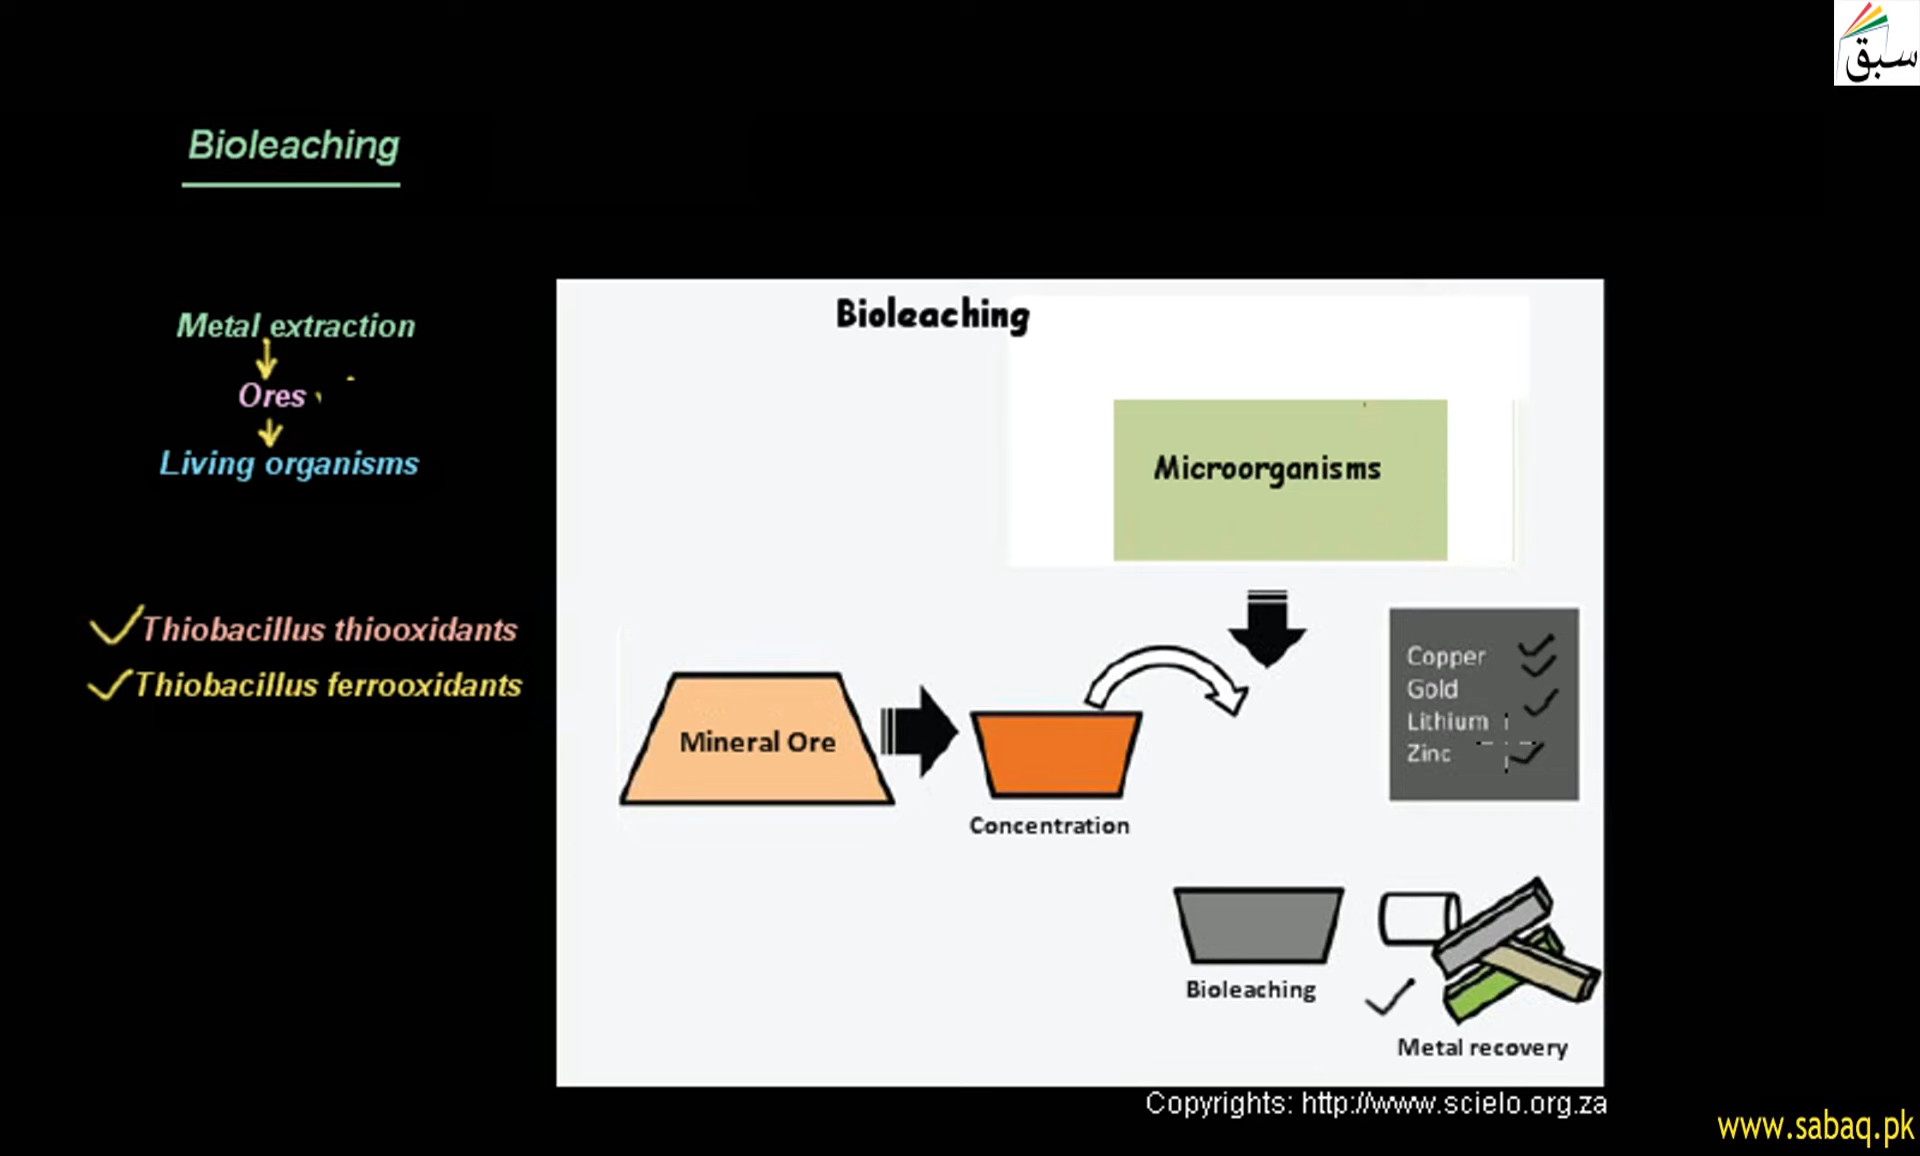 سبق
Bioleaching
Metal extraction
Ores
Living organisms
Thiobacillus thiooxidants
Thiobacillus ferrooxidants
Bioleaching
Microorganisms
Mineral Ore
Concentration
Copper
Gold
Lithium
Zinc
Bioleaching
Metal recovery
Copyrights: http://www.scielo.org.za
www.sabaq.pk